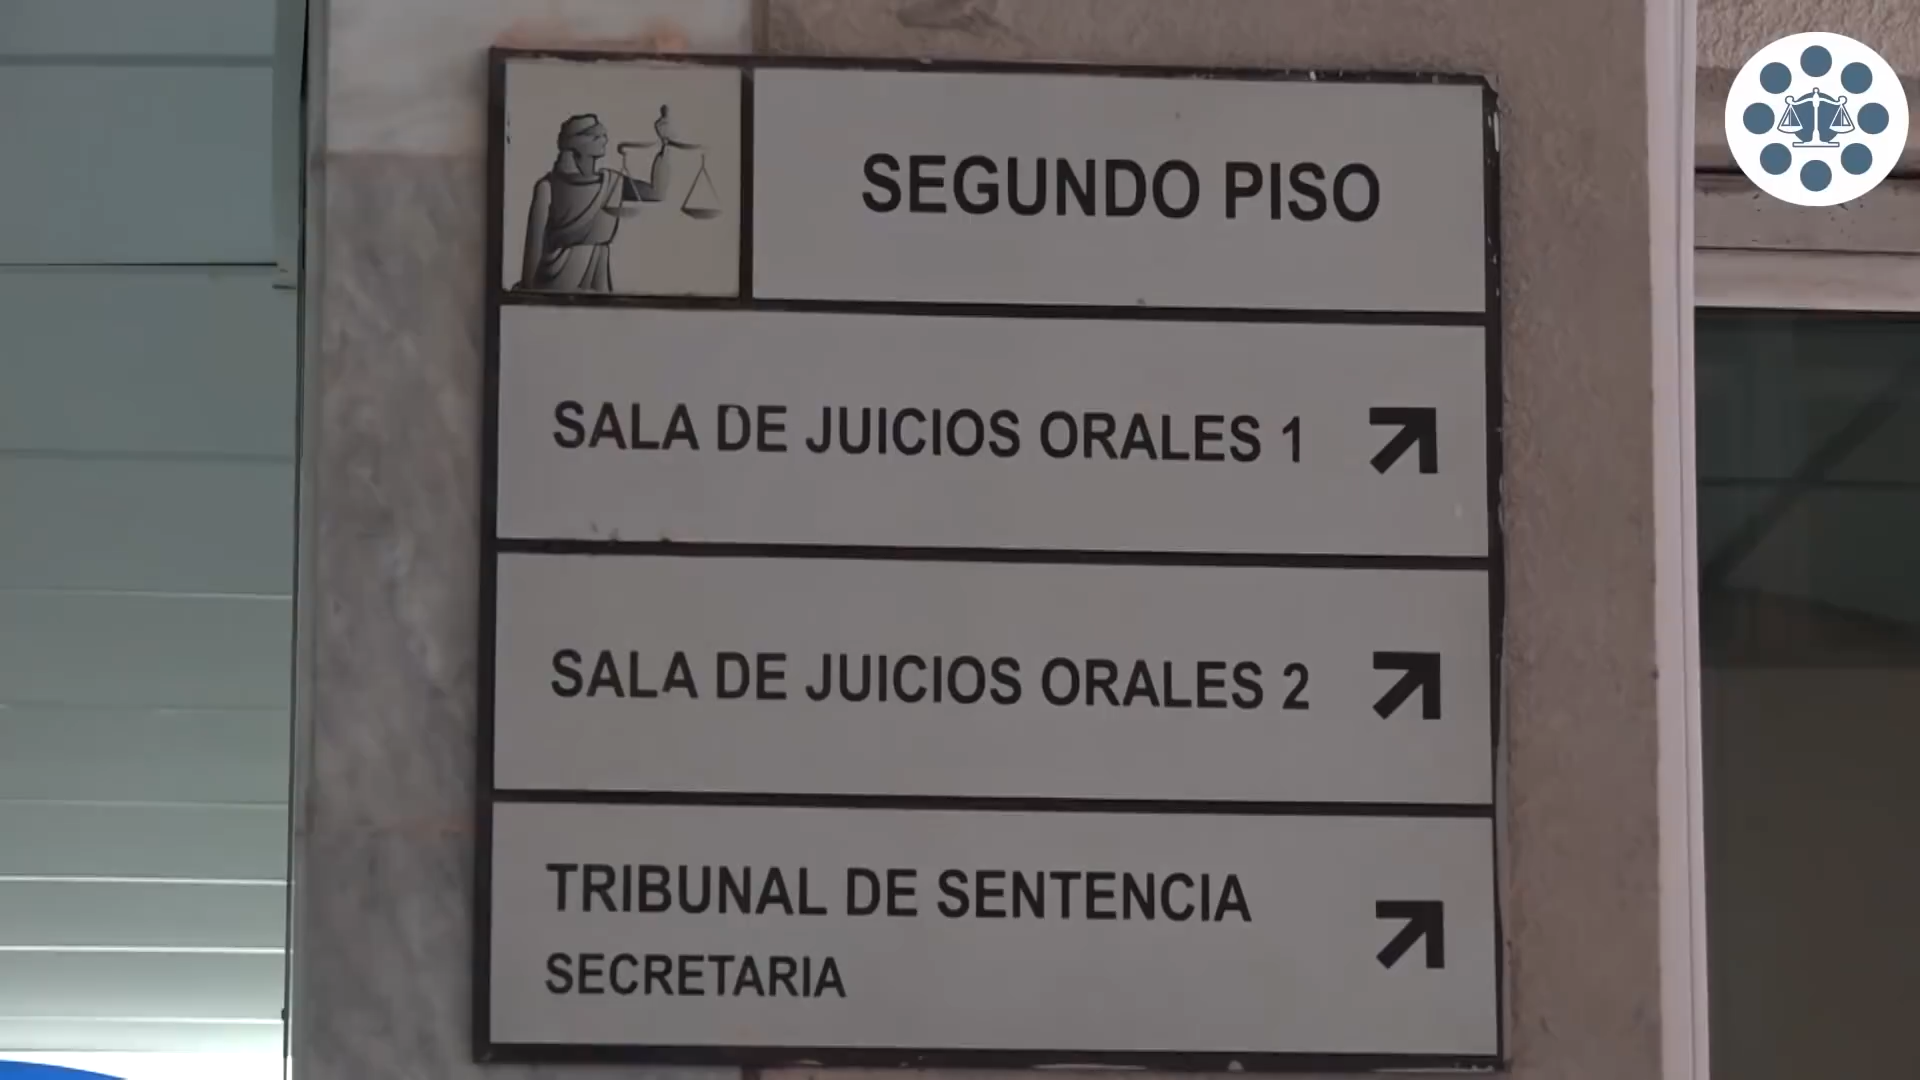 SEGUNDO PISO
SALA DE JUICIOS ORALES 1
SALA DE JUICIOS ORALES 2
TRIBUNAL DE SENTENCIA
SECRETARIA